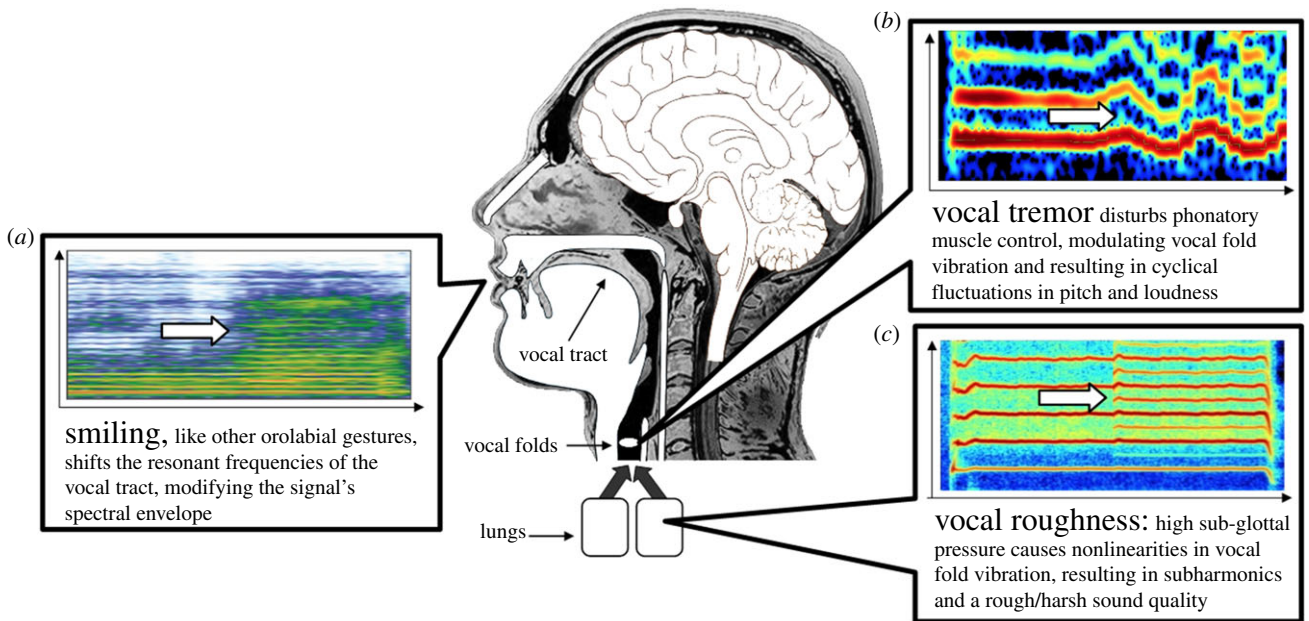 (a)
smiling, like other orolabial gestures,
shifts the resonant frequencies of the
vocal tract, modifying the signal's
spectral envelope
vocal tract
vocal folds
lungs
(b)
vocal tremor disturbs phonatory
muscle control, modulating vocal fold
vibration and resulting in cyclical
fluctuations in pitch and loudness
(c)
vocal roughness: high sub-glottal
pressure causes nonlinearities in vocal
fold vibration, resulting in subharmonics
and a rough/harsh sound quality